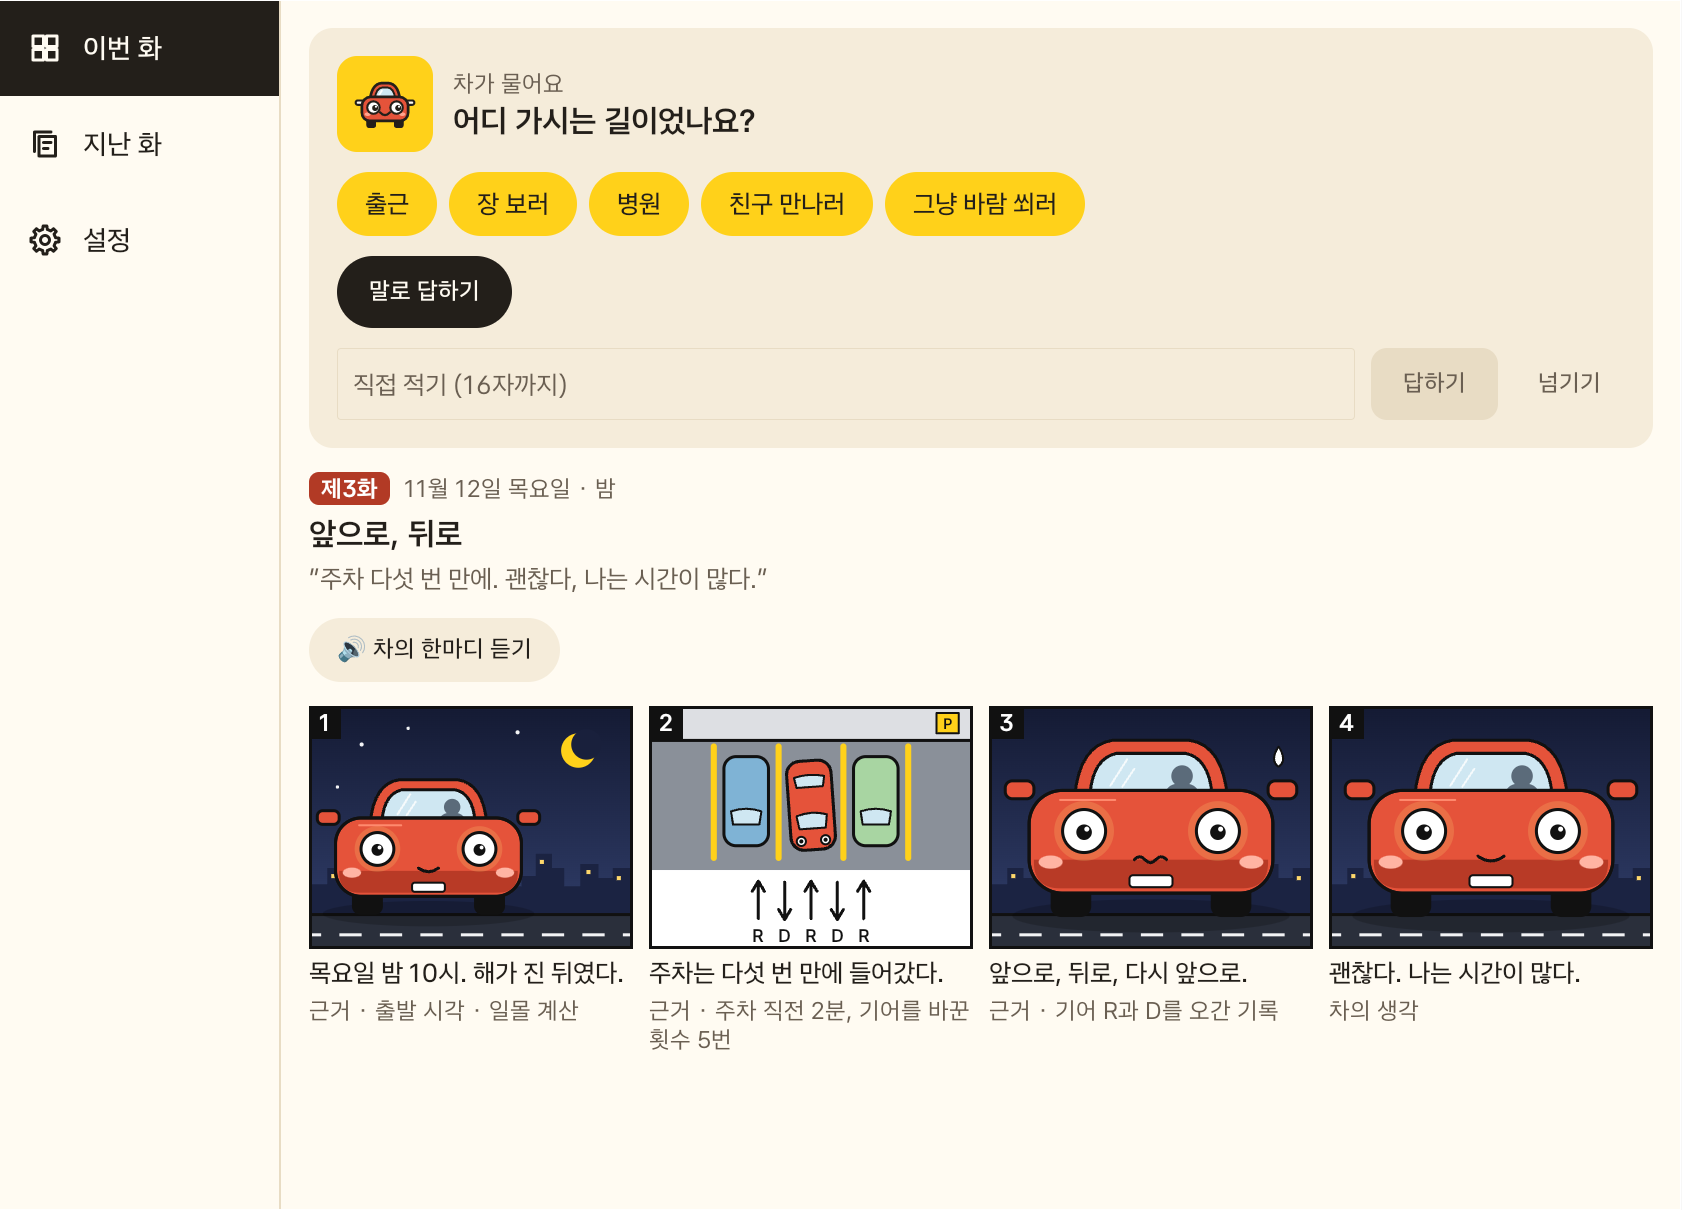 이번 화
지난 화
설정
차가 물어요
어디 가시는 길이었나요?
출근
장 보러
병원
친구 만나러
그냥 바람 쐬러
말로 답하기
직접 적기 (16자까지)
답하기
넘기기
제3화
11월 12일 목요일 · 밤
앞으로, 뒤로
"주차 다섯 번 만에. 괜찮다, 나는 시간이 많다."
차의 한마디 듣기
1
2
P
R D R D R
3
4
목요일 밤 10시. 해가 진 뒤였다.
근거 · 출발 시각 · 일몰 계산
주차는 다섯 번 만에 들어갔다.
근거 · 주차 직전 2분, 기어를 바꾼
횟수 5번
앞으로, 뒤로, 다시 앞으로.
근거 · 기어 R과 D를 오간 기록
괜찮다. 나는 시간이 많다.
차의 생각